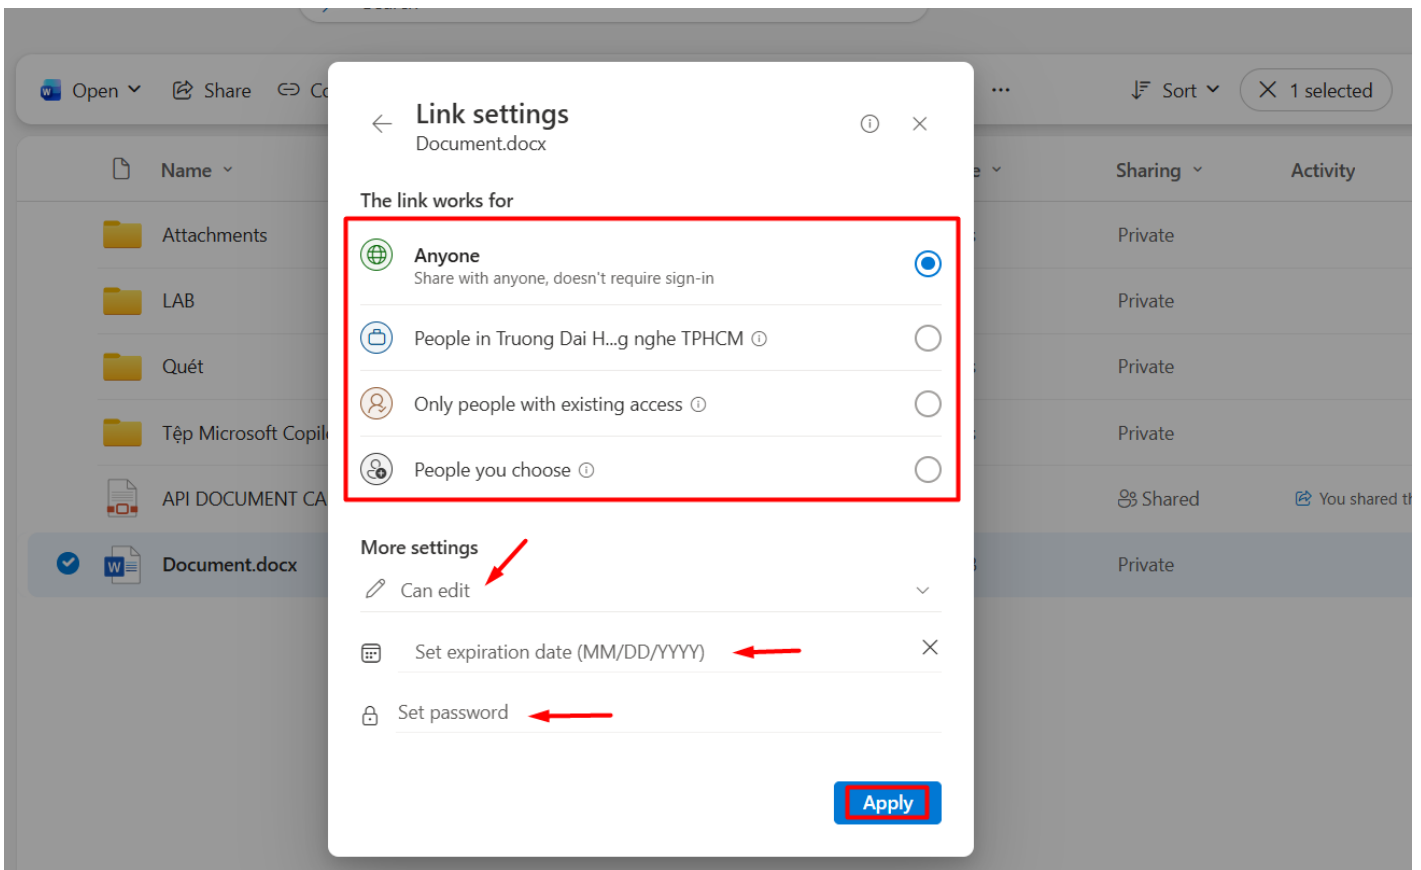 Open
Share
Sort
1 selected
Link settings
Document.docx
Name
Sharing
Activity
The link works for
Attachments
Private
Anyone
Share with anyone, doesn't require sign-in
LAB
Private
People in Truong Dai H...g nghe TPHCM
Quét
Private
Only people with existing access
Tệp Microsoft
Private
People you choose
API DOCUMENT
Shared
You shared
More settings
Document.docx
Private
Can edit
Set expiration date (MM/DD/YYYY)
Set password
Apply